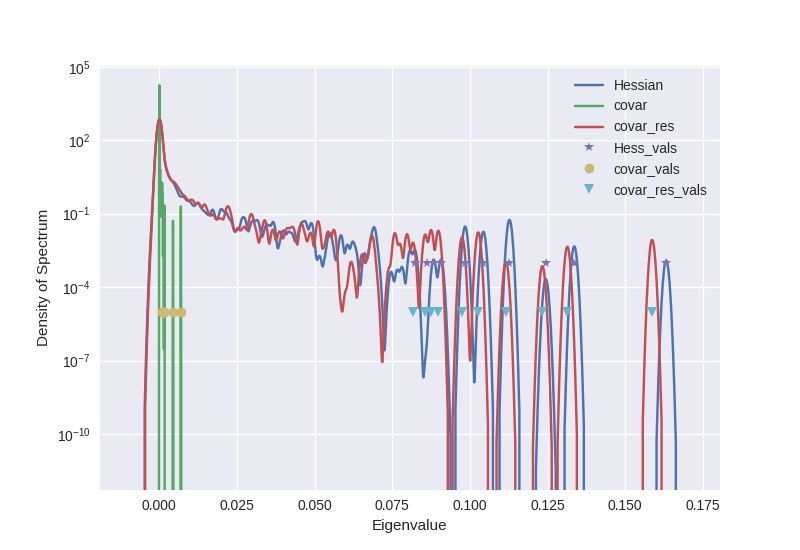 10^5
10^2
10^−1
10^−4
10^−7
10^−10
Density of Spectrum
Hessian
covar
covar_res
Hess_vals
covar_vals
covar_res_vals
0.000 0.025 0.050 0.075 0.100 0.125 0.150 0.175
Eigenvalue